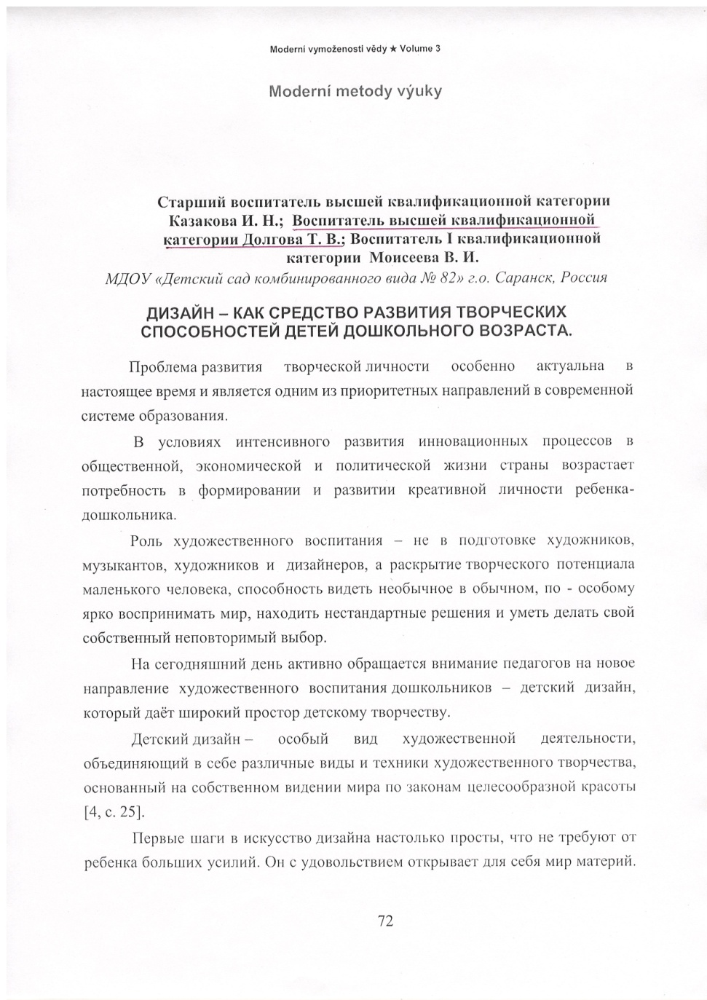 Moderní vymoženosti vědy ★ Volume 3
Moderní metody výuky
Старший воспитатель высшей квалификационной категории
Казакова И. Н.; Воспитатель высшей квалификационной
категории Долгова Т. В.; Воспитатель I квалификационной
категории Моисеева В. И.
МДОУ «Детский сад комбинированного вида № 82» г.о. Саранск, Россия
ДИЗАЙН – КАК СРЕДСТВО РАЗВИТИЯ ТВОРЧЕСКИХ
СПОСОБНОСТЕЙ ДЕТЕЙ ДОШКОЛЬНОГО ВОЗРАСТА.
Проблема развития творческой личности особенно актуальна в
настоящее время и является одним из приоритетных направлений в современной
системе образования.
В условиях интенсивного развития инновационных процессов в
общественной, экономической и политической жизни страны возрастает
потребность в формировании и развитии креативной личности ребенка-
дошкольника.
Роль художественного воспитания – не в подготовке художников,
музыкантов, художников и дизайнеров, а раскрытие творческого потенциала
маленького человека, способность видеть необычное в обычном, по - особому
ярко воспринимать мир, находить нестандартные решения и уметь делать свой
собственный неповторимый выбор.
На сегодняшний день активно обращается внимание педагогов на новое
направление художественного воспитания дошкольников – детский дизайн,
который даёт широкий простор детскому творчеству.
Детский дизайн – особый вид художественной деятельности,
объединяющий в себе различные виды и техники художественного творчества,
основанный на собственном видении мира по законам целесообразной красоты
[4, с. 25].
Первые шаги в искусство дизайна настолько просты, что не требуют от
ребенка больших усилий. Он с удовольствием открывает для себя мир материй.
72